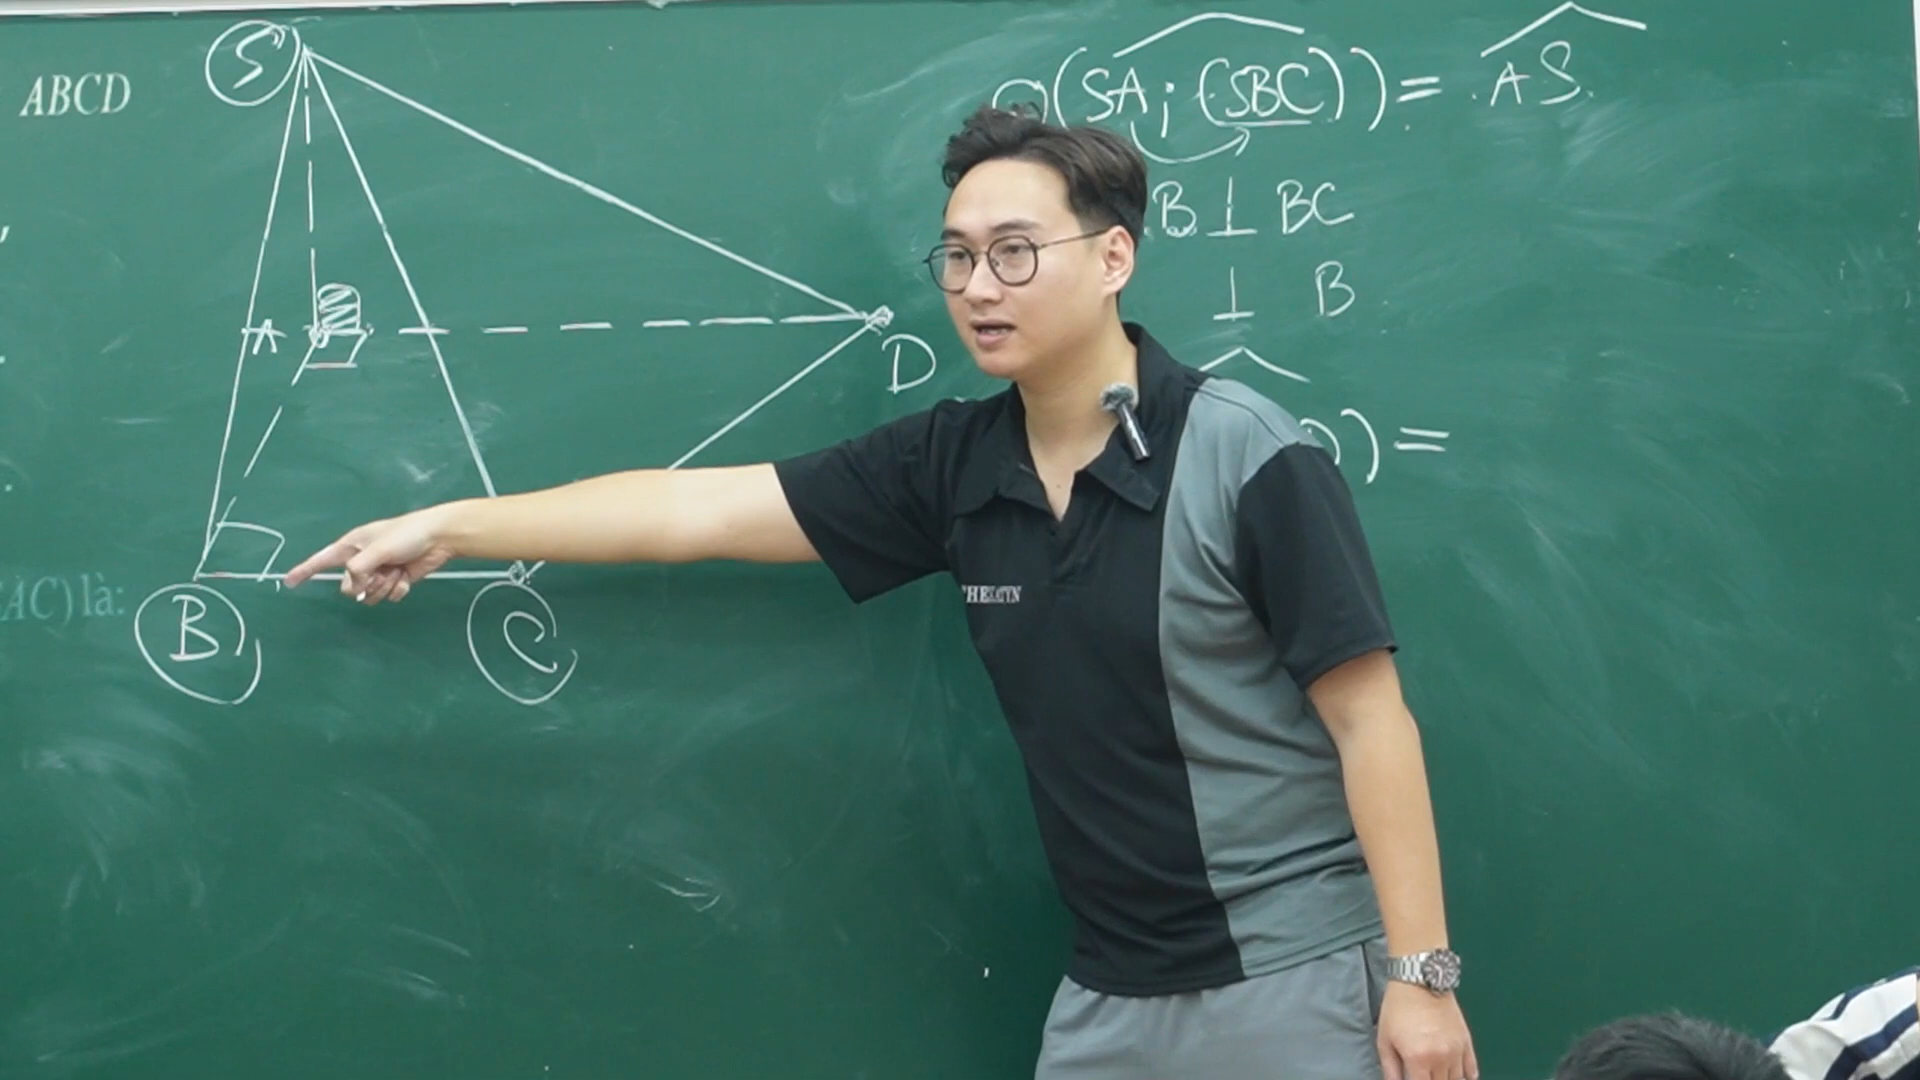 ABCD
S
A
D
B
C
AC) là:
(SA; (SBC)) = AS
B ⊥ BC
⊥ B
) =